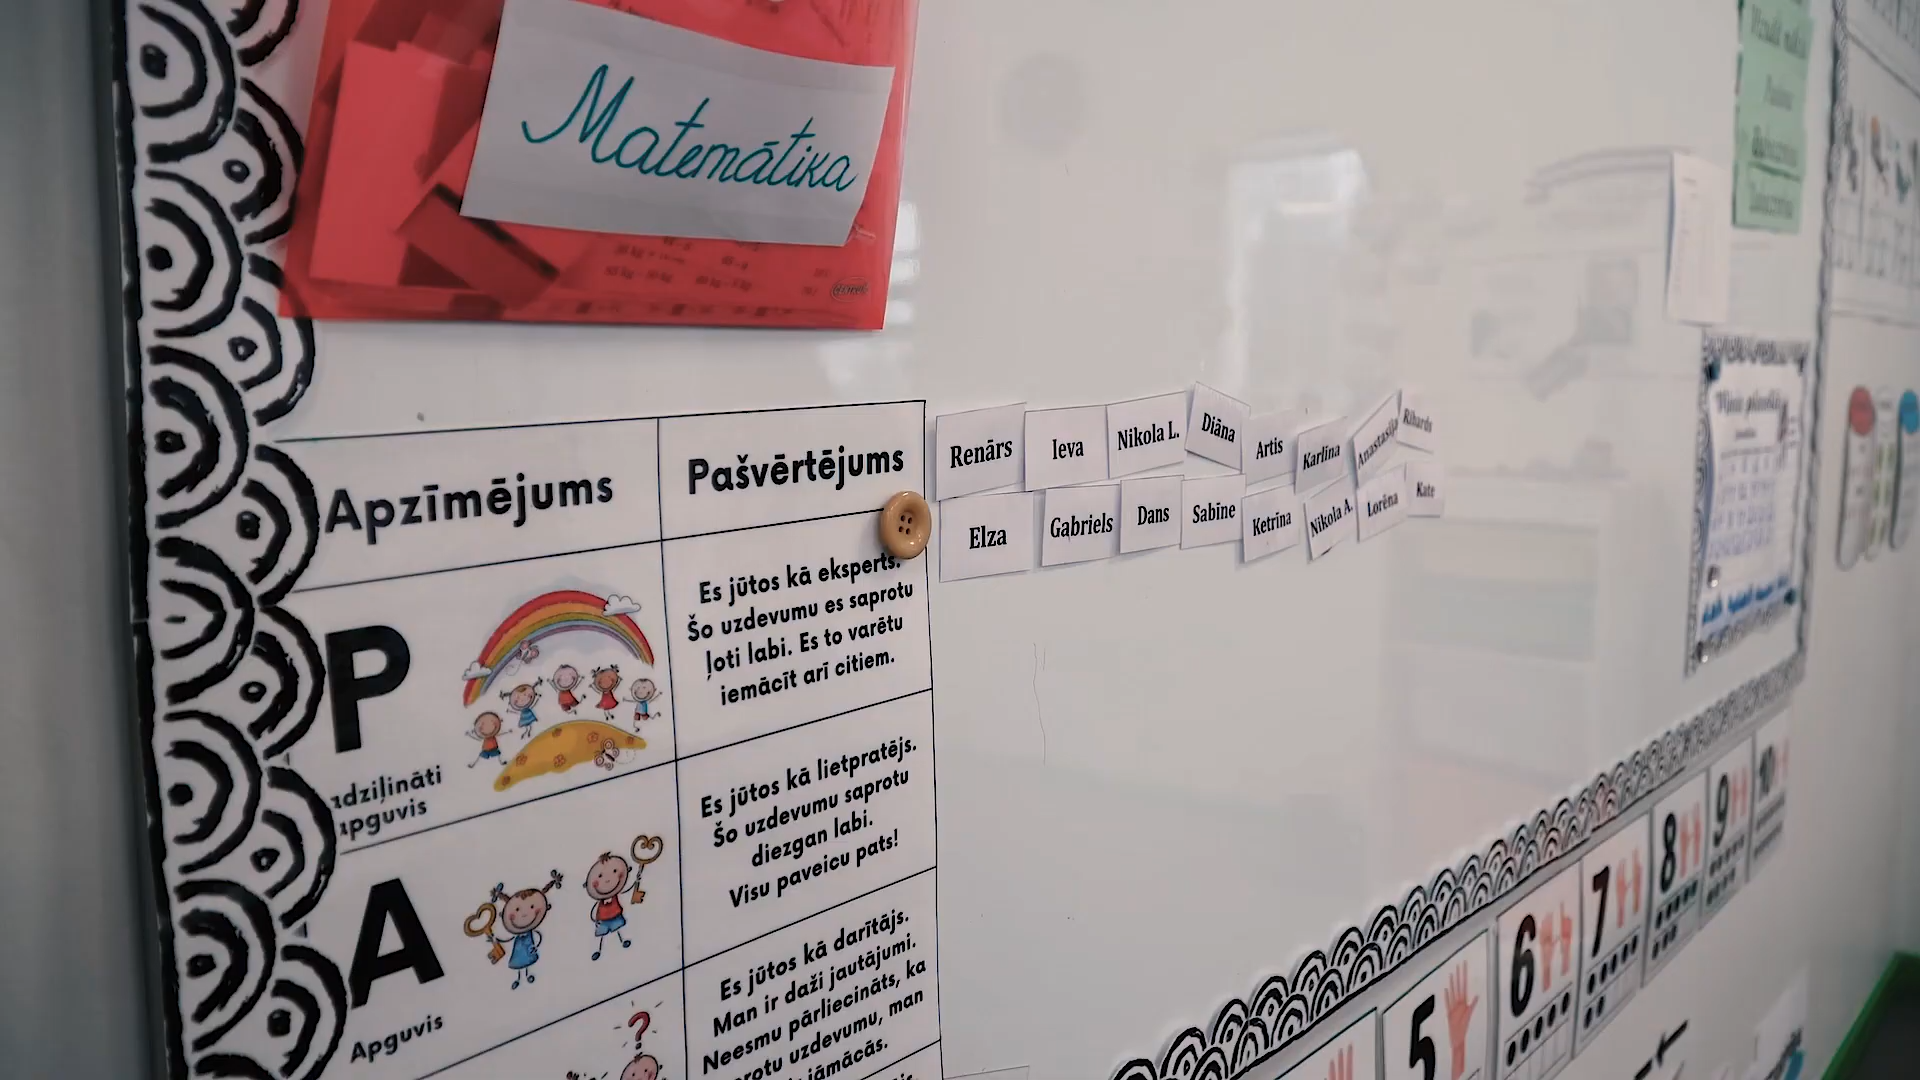 Matemātika
Apzīmējums
Pašvērtējums
Renārs
Ieva
Nikola L.
Diāna
Artis
Karlīna
Anastasija
Rihards
Elza
Gabriels
Dans
Sabīne
Ketrīna
Nikola A.
Lorēna
Kate
P
apguvis
Es jūtos kā eksperts.
Šo uzdevumu es saprotu
ļoti labi. Es to varētu
iemācīt arī citiem.
A
Apguvis
Es jūtos kā lietpratējs.
Šo uzdevumu saprotu
diezgan labi.
Visu paveicu pats!
?
Es jūtos kā darītājs.
Man ir daži jautājumi.
Neesmu pārliecināts, ka
uzdevumu, man
jāmācās.
5
6
7
8
9
10